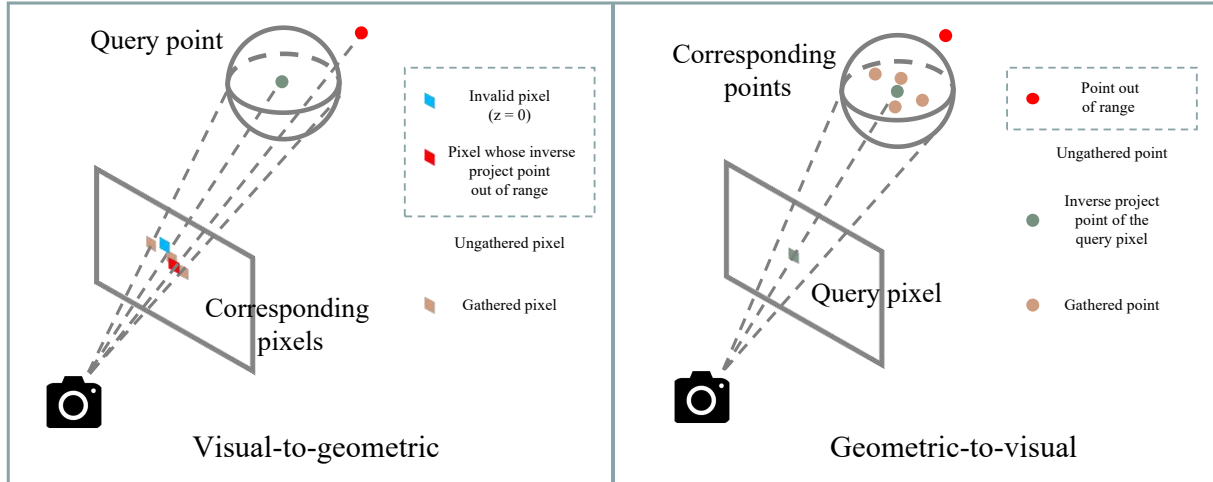 Query point
Invalid pixel
(z = 0)
Pixel whose inverse
project point
out of range
Ungathered pixel
Gathered pixel
Corresponding
pixels
Visual-to-geometric
Corresponding
points
Point out
of range
Ungathered point
Inverse project
point of the
query pixel
Gathered point
Query pixel
Geometric-to-visual